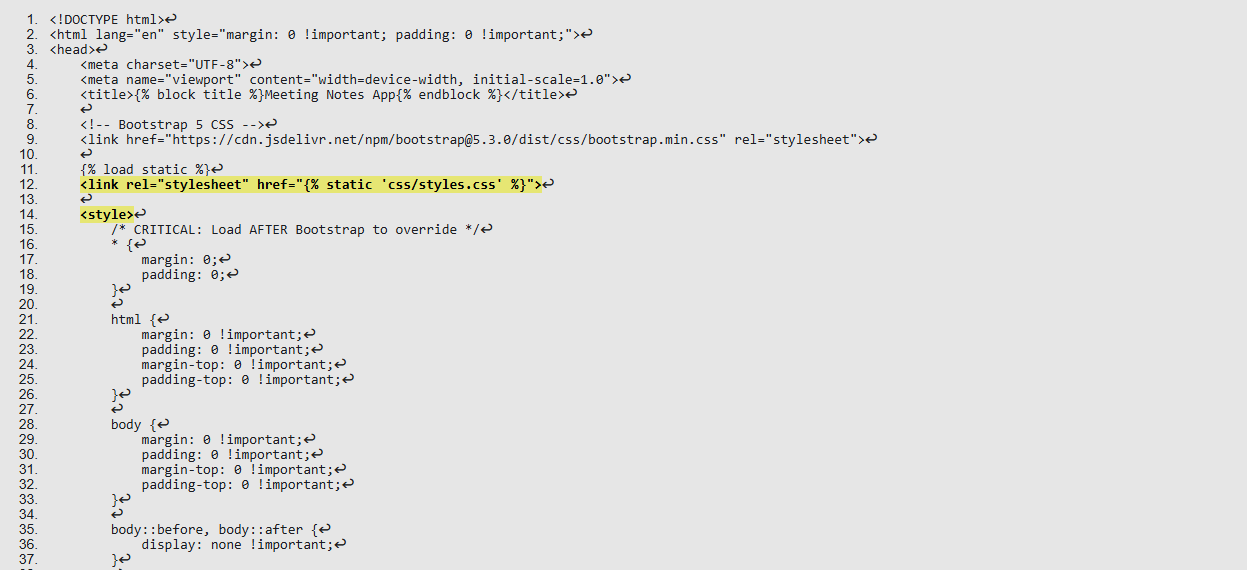 1. <!DOCTYPE html>↩
2. <html lang="en" style="margin: 0 !important; padding: 0 !important;">↩
3. <head>↩
4.     <meta charset="UTF-8">↩
5.     <meta name="viewport" content="width=device-width, initial-scale=1.0">↩
6.     <title>{% block title %}Meeting Notes App{% endblock %}</title>↩
7.     ↩
8.     <!-- Bootstrap 5 CSS -->↩
9.     <link href="https://cdn.jsdelivr.net/npm/bootstrap@5.3.0/dist/css/bootstrap.min.css" rel="stylesheet">↩
10.     ↩
11.     {% load static %}↩
12.     <link rel="stylesheet" href="{% static 'css/styles.css' %}">↩
13.     ↩
14.     <style>↩
15.         /* CRITICAL: Load AFTER Bootstrap to override */↩
16.         * {↩
17.             margin: 0;↩
18.             padding: 0;↩
19.         }↩
20.         ↩
21.         html {↩
22.             margin: 0 !important;↩
23.             padding: 0 !important;↩
24.             margin-top: 0 !important;↩
25.             padding-top: 0 !important;↩
26.         }↩
27.         ↩
28.         body {↩
29.             margin: 0 !important;↩
30.             padding: 0 !important;↩
31.             margin-top: 0 !important;↩
32.             padding-top: 0 !important;↩
33.         }↩
34.         ↩
35.         body::before, body::after {↩
36.             display: none !important;↩
37.         }↩